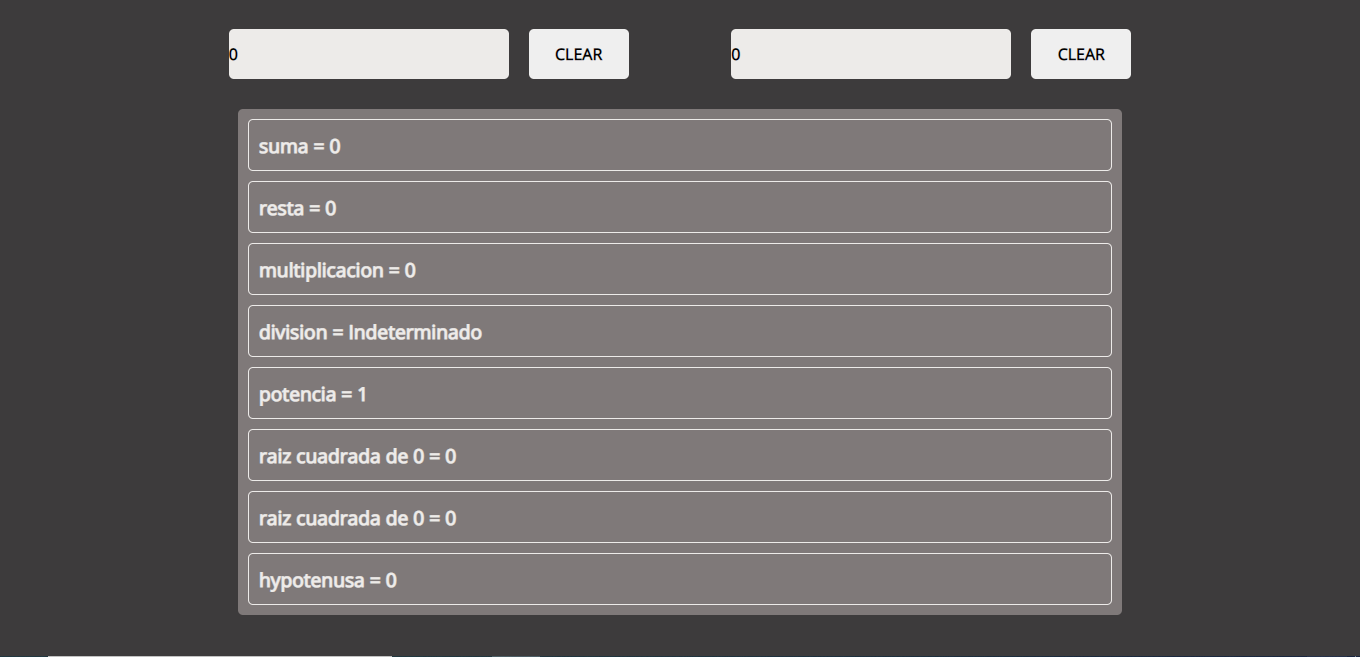 0 CLEAR 0 CLEAR
suma = 0
resta = 0
multiplicacion = 0
division = Indeterminado
potencia = 1
raiz cuadrada de 0 = 0
raiz cuadrada de 0 = 0
hypotenusa = 0